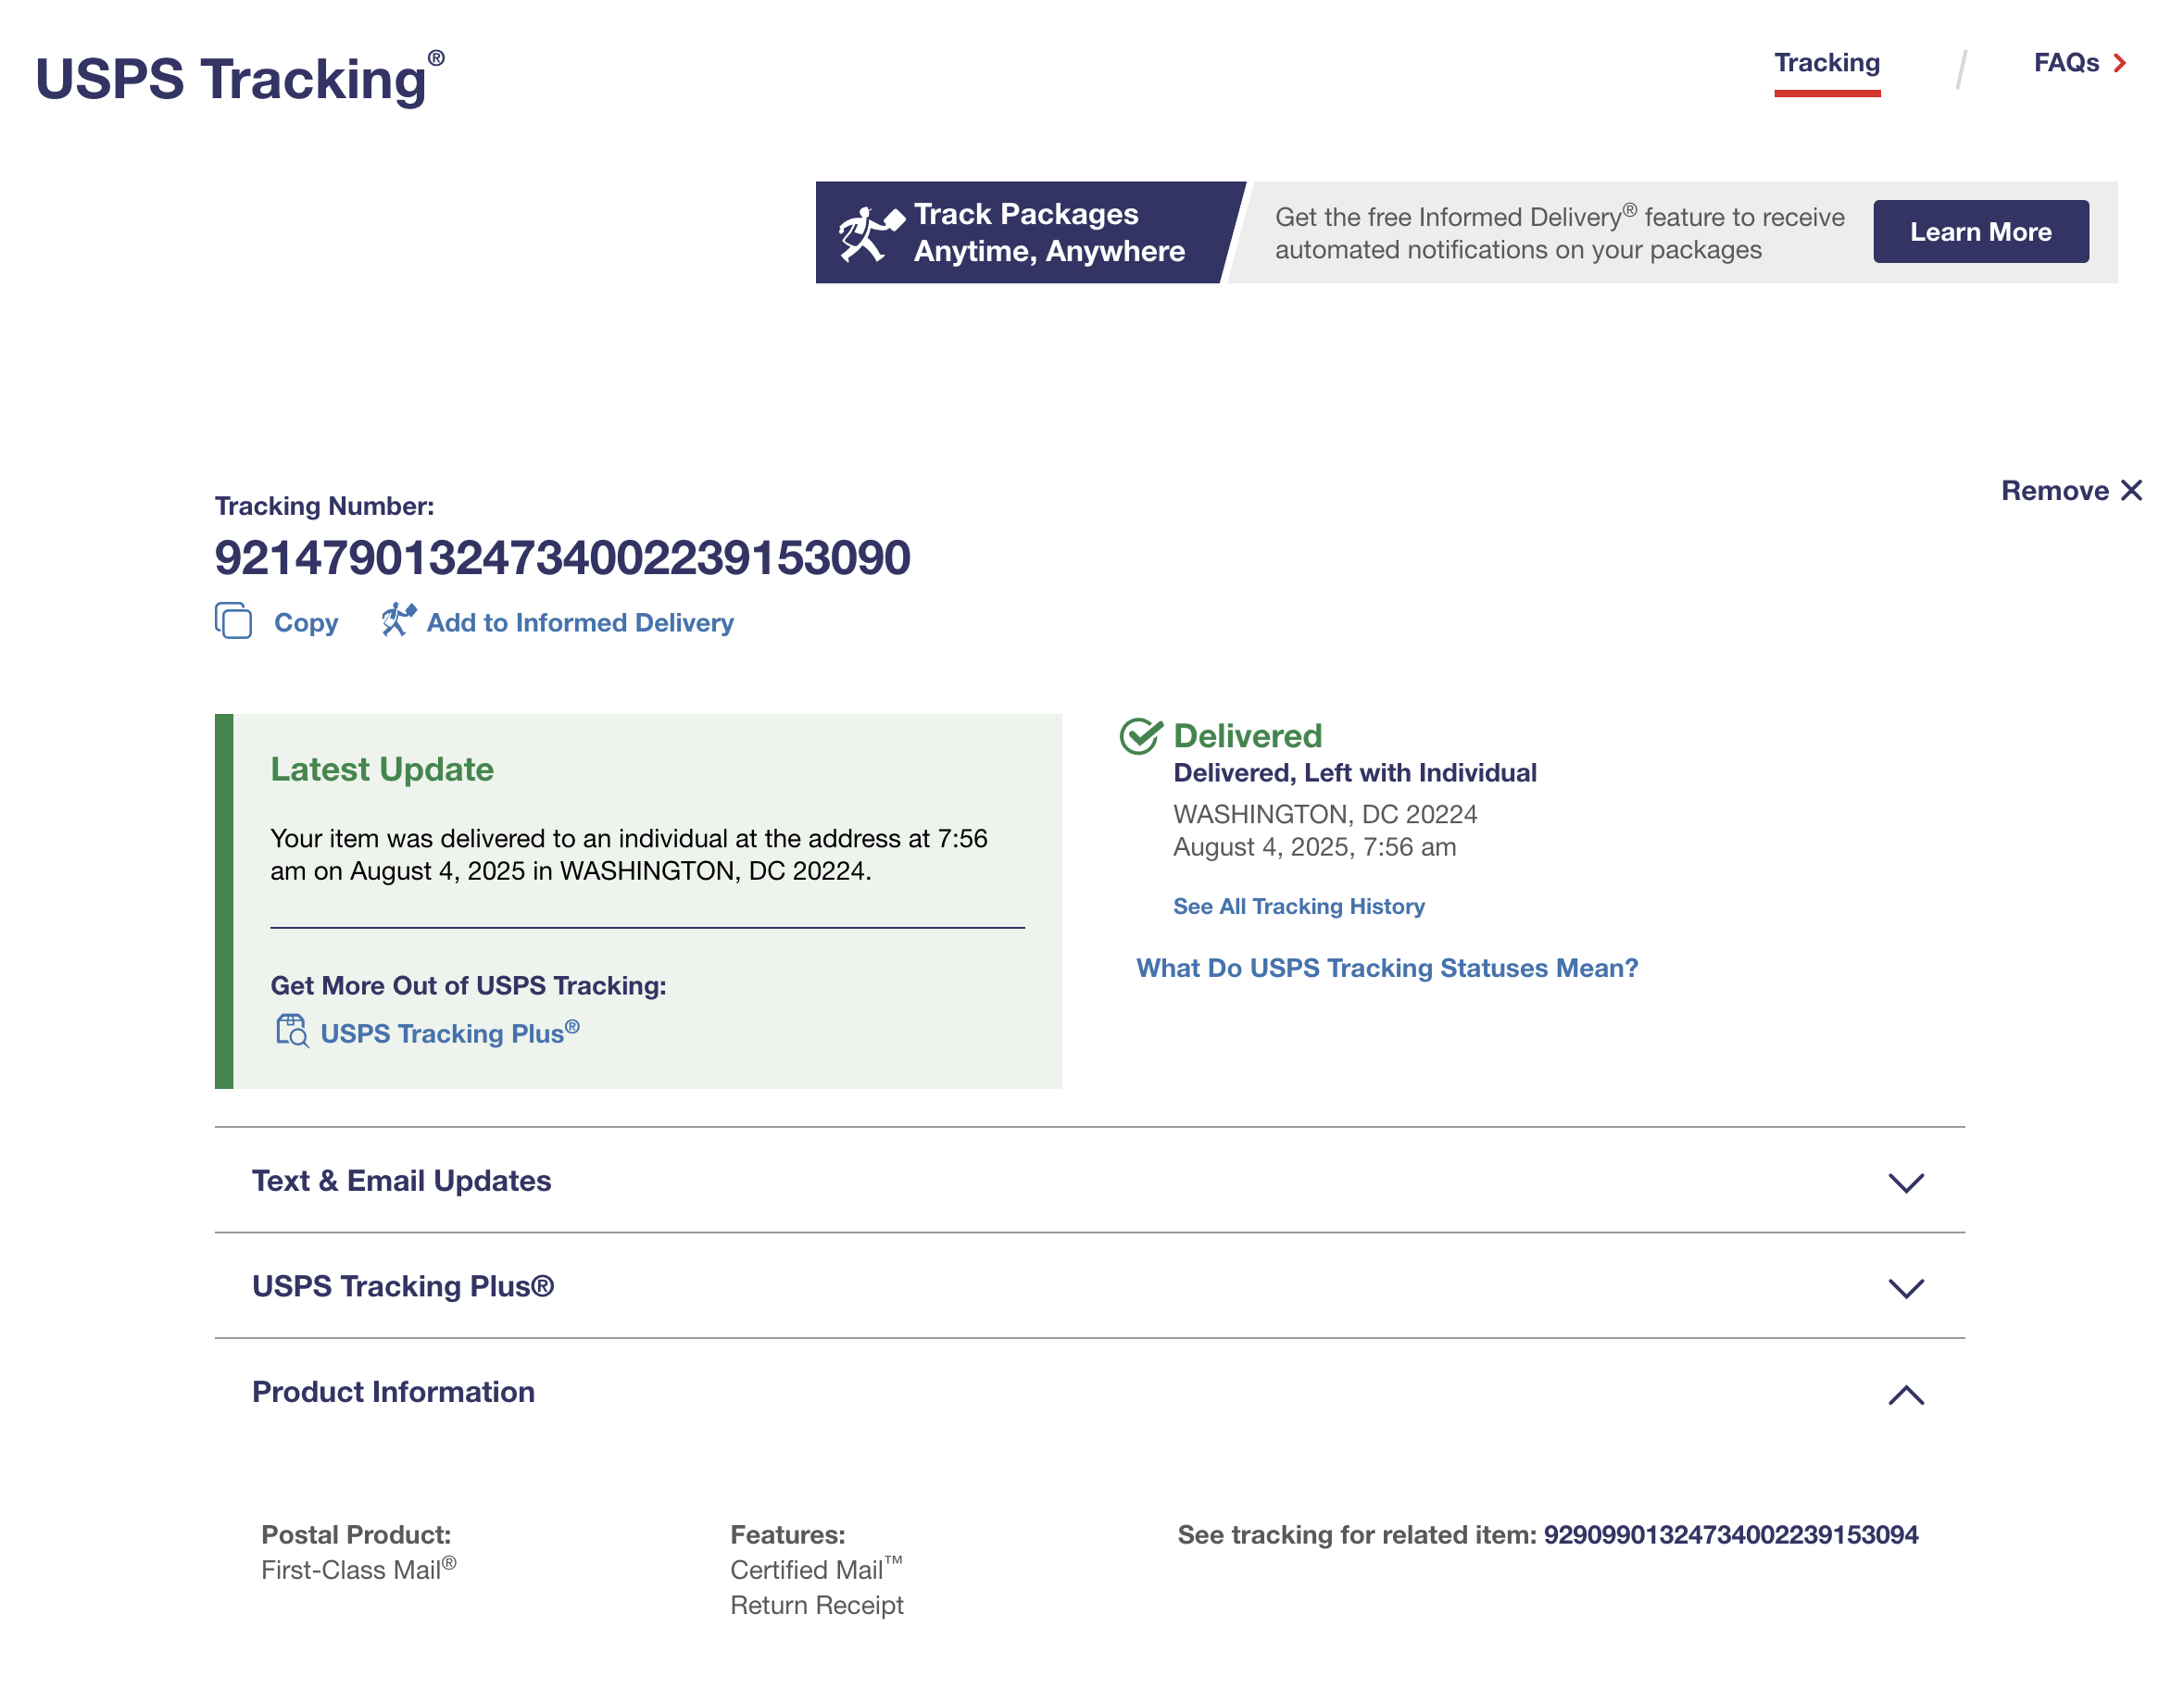 USPS Tracking®
Tracking
FAQs
Track Packages
Anytime, Anywhere
Get the free Informed Delivery® feature to receive
automated notifications on your packages
Learn More
Remove
Tracking Number:
92147901324734002239153090
Copy
Add to Informed Delivery
Latest Update
Your item was delivered to an individual at the address at 7:56
am on August 4, 2025 in WASHINGTON, DC 20224.
Get More Out of USPS Tracking:
USPS Tracking Plus®
Delivered
Delivered, Left with Individual
WASHINGTON, DC 20224
August 4, 2025, 7:56 am
See All Tracking History
What Do USPS Tracking Statuses Mean?
Text & Email Updates
USPS Tracking Plus®
Product Information
Postal Product:
First-Class Mail®
Features:
Certified Mail™
Return Receipt
See tracking for related item: 92909901324734002239153094